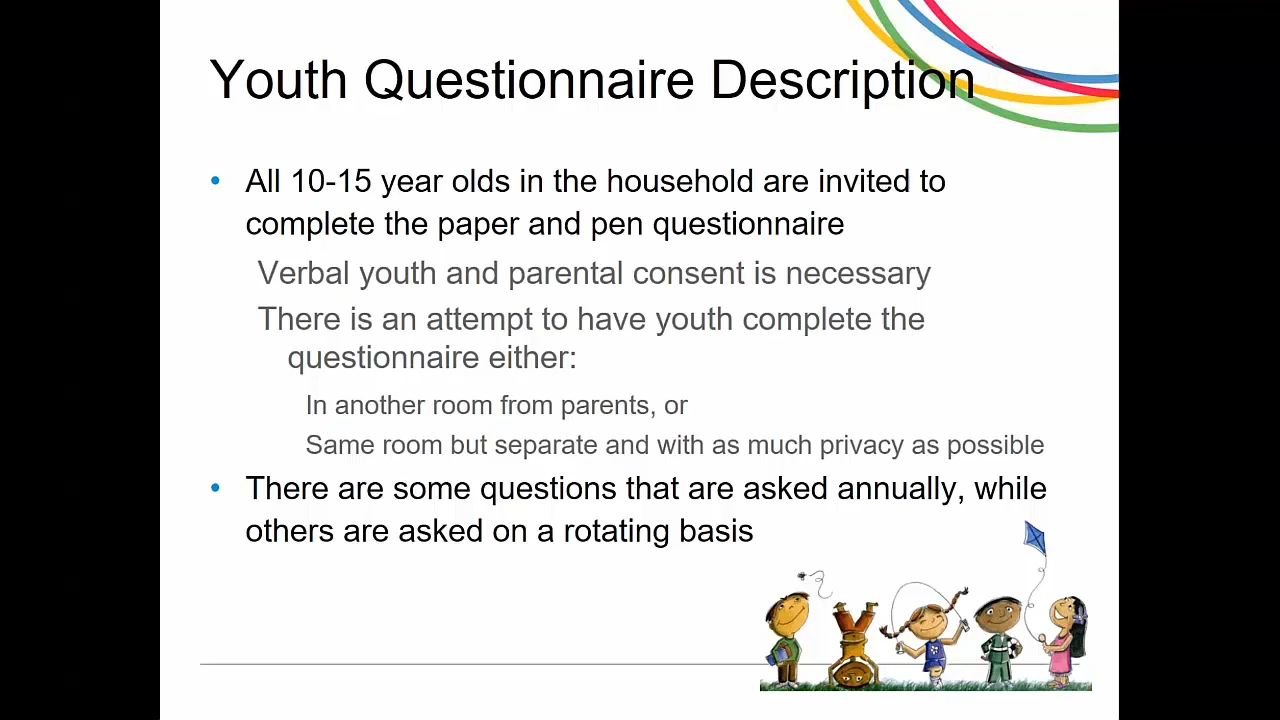 Youth Questionnaire Description
• All 10-15 year olds in the household are invited to
complete the paper and pen questionnaire
Verbal youth and parental consent is necessary
There is an attempt to have youth complete the
questionnaire either:
In another room from parents, or
Same room but separate and with as much privacy as possible
• There are some questions that are asked annually, while
others are asked on a rotating basis